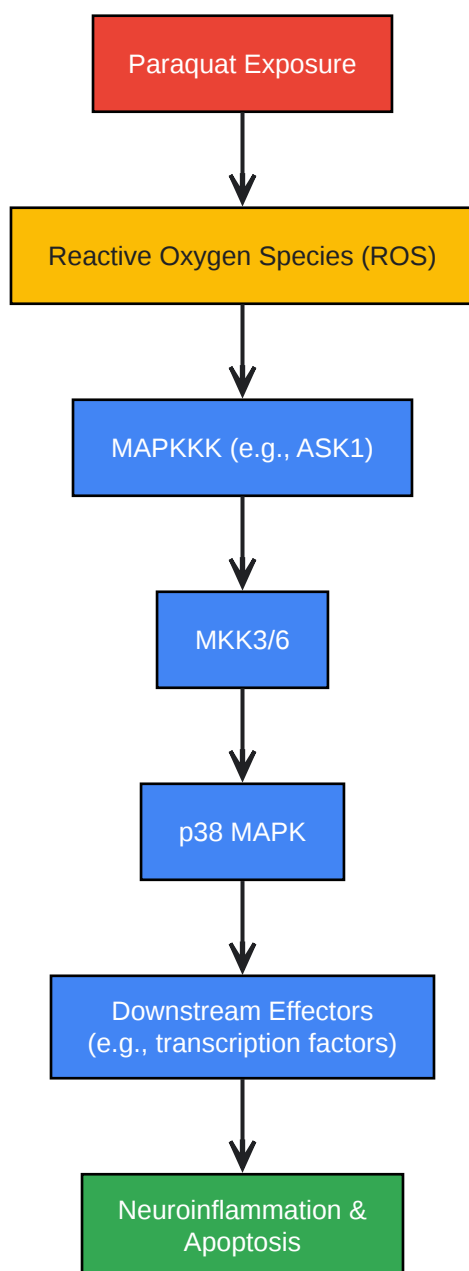 Paraquat Exposure
Reactive Oxygen Species (ROS)
MAPKKK (e.g., ASK1)
MKK3/6
p38 MAPK
Downstream Effectors
(e.g., transcription factors)
Neuroinflammation &
Apoptosis